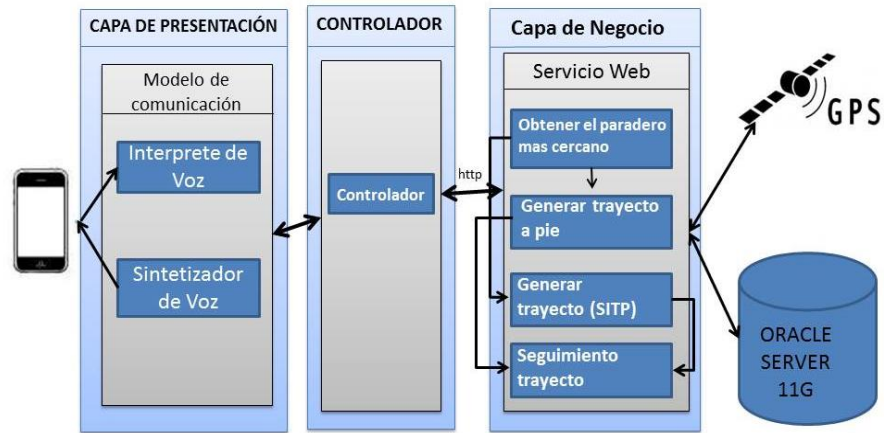 CAPA DE PRESENTACIÓN
Modelo de
comunicación
Interprete de
Voz
Sintetizador
de Voz
CONTROLADOR
Controlador
http
Capa de Negocio
Servicio Web
Obtener el paradero
mas cercano
Generar trayecto
a pie
Generar
trayecto (SITP)
Seguimiento
trayecto
GPS
ORACLE
SERVER
11G